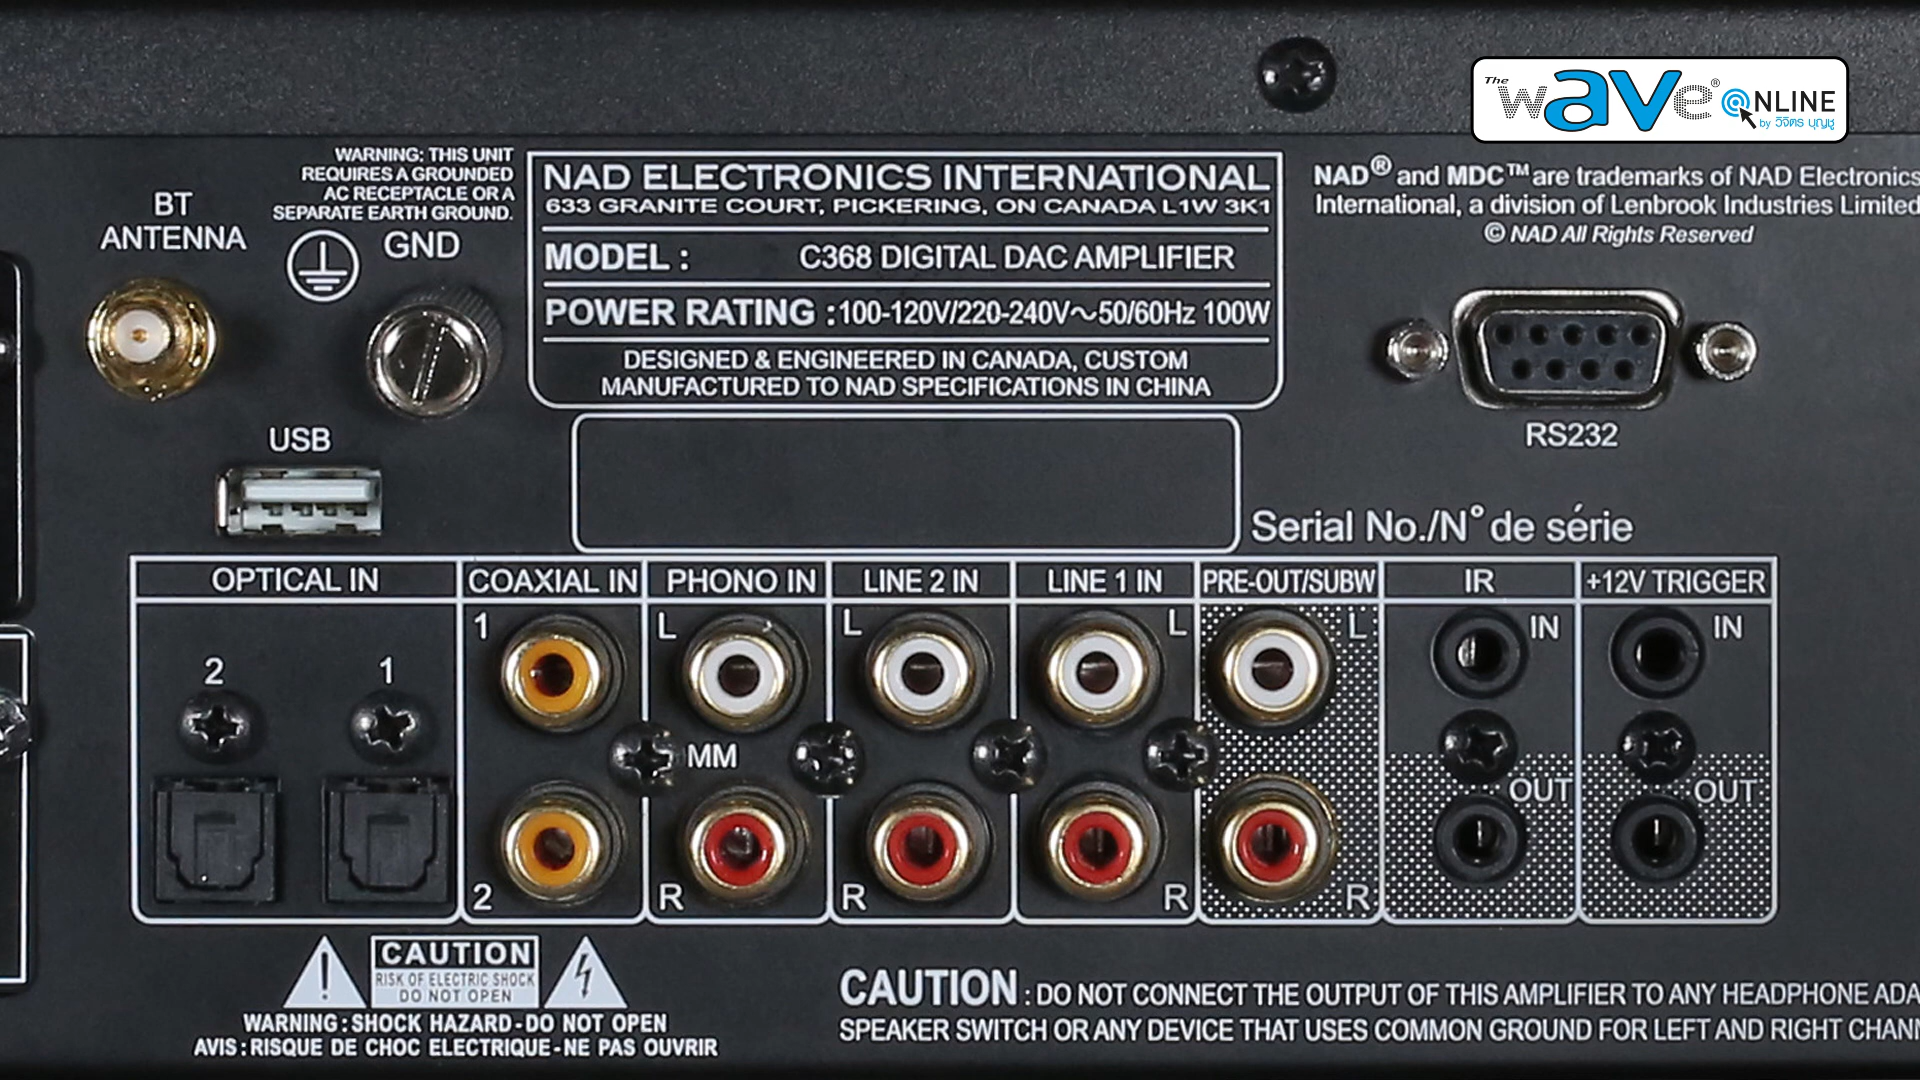 The wave® @NLINE
by วิจิตร บุญชู
WARNING: THIS UNIT
REQUIRES A GROUNDED
AC RECEPTACLE OR A
SEPARATE EARTH GROUND.
BT
ANTENNA
GND
NAD ELECTRONICS INTERNATIONAL
633 GRANITE COURT, PICKERING, ON CANADA L1W 3K1
MODEL : C368 DIGITAL DAC AMPLIFIER
POWER RATING :100-120V/220-240V～50/60Hz 100W
DESIGNED & ENGINEERED IN CANADA, CUSTOM
MANUFACTURED TO NAD SPECIFICATIONS IN CHINA
NAD® and MDC™ are trademarks of NAD Electronics
International, a division of Lenbrook Industries Limited
© NAD All Rights Reserved
RS232
USB
Serial No./N° de série
OPTICAL IN COAXIAL IN PHONO IN LINE 2 IN LINE 1 IN PRE-OUT/SUBW IR +12V TRIGGER
1 L L L L IN IN
2 1
MM
OUT OUT
2 R R R R
CAUTION
RISK OF ELECTRIC SHOCK
DO NOT OPEN
WARNING : SHOCK HAZARD - DO NOT OPEN
AVIS : RISQUE DE CHOC ELECTRIQUE - NE PAS OUVRIR
CAUTION : DO NOT CONNECT THE OUTPUT OF THIS AMPLIFIER TO ANY HEADPHONE ADA
SPEAKER SWITCH OR ANY DEVICE THAT USES COMMON GROUND FOR LEFT AND RIGHT CHANN